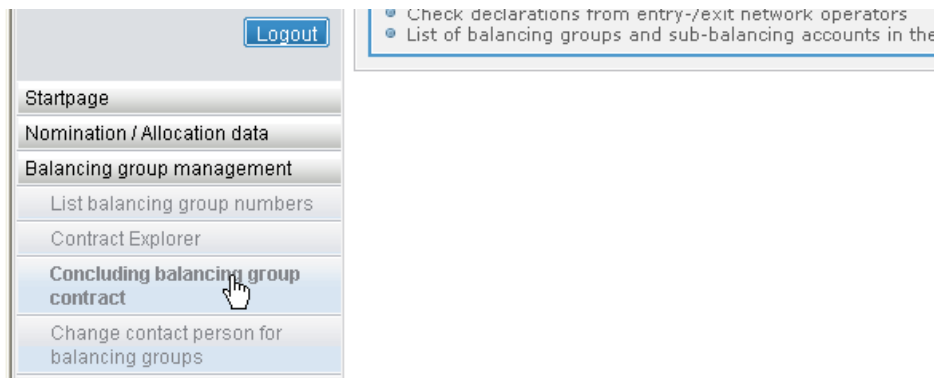 Check declarations from entry-/exit network operators
Logout
List of balancing groups and sub-balancing accounts in the
Startpage
Nomination / Allocation data
Balancing group management
List balancing group numbers
Contract Explorer
Concluding balancing group
contract
Change contact person for
balancing groups